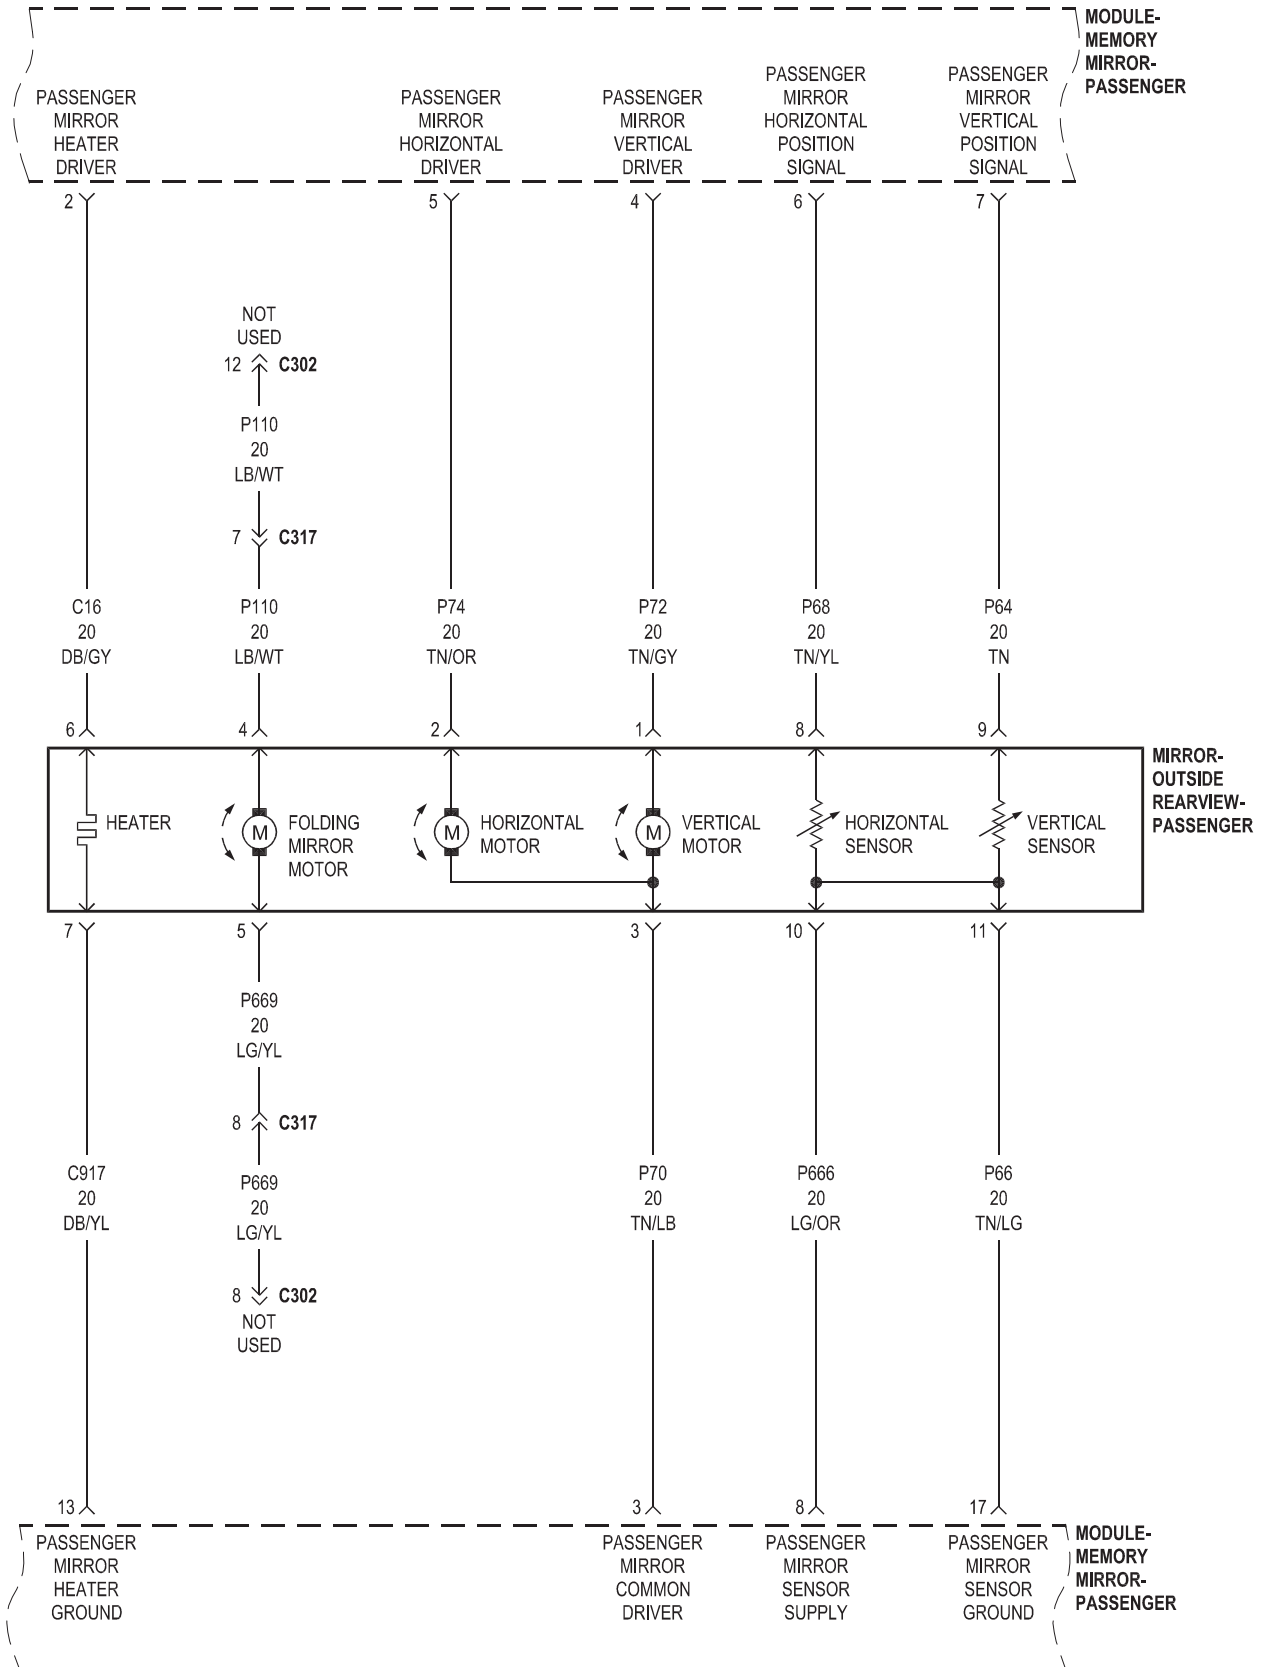 MODULE-
MEMORY
MIRROR-
PASSENGER
PASSENGER
MIRROR
HEATER
DRIVER
PASSENGER
MIRROR
HORIZONTAL
DRIVER
PASSENGER
MIRROR
VERTICAL
DRIVER
PASSENGER
MIRROR
HORIZONTAL
POSITION
SIGNAL
PASSENGER
MIRROR
VERTICAL
POSITION
SIGNAL
2
5
4
6
7
NOT
USED
12 C302
P110
20
LB/WT
7 C317
C16
20
DB/GY
P110
20
LB/WT
P74
20
TN/OR
P72
20
TN/GY
P68
20
TN/YL
P64
20
TN
6
4
2
1
8
9
MIRROR-
OUTSIDE
REARVIEW-
PASSENGER
HEATER
M
FOLDING
MIRROR
MOTOR
M
HORIZONTAL
MOTOR
M
VERTICAL
MOTOR
HORIZONTAL
SENSOR
VERTICAL
SENSOR
7
5
3
10
11
P669
20
LG/YL
8 C317
C917
20
DB/YL
P669
20
LG/YL
P70
20
TN/LB
P666
20
LG/OR
P66
20
TN/LG
8 C302
NOT
USED
13
3
8
17
PASSENGER
MIRROR
HEATER
GROUND
PASSENGER
MIRROR
COMMON
DRIVER
PASSENGER
MIRROR
SENSOR
SUPPLY
PASSENGER
MIRROR
SENSOR
GROUND
MODULE-
MEMORY
MIRROR-
PASSENGER